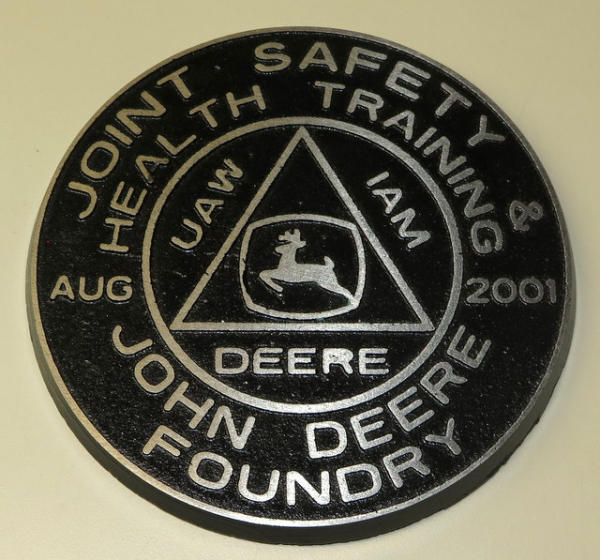 JOINT SAFETY &
HEALTH TRAINING
AUG 2001
UAW IAM
DEERE
JOHN DEERE
FOUNDRY